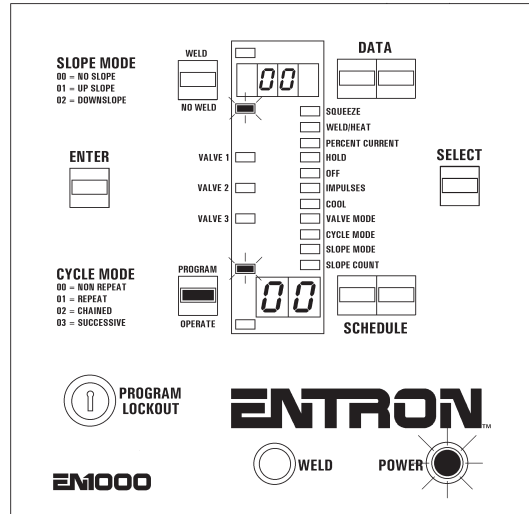 SLOPE MODE
00 = NO SLOPE
01 = UP SLOPE
02 = DOWNSLOPE
WELD
NO WELD
00
DATA
SQUEEZE
WELD/HEAT
PERCENT CURRENT
HOLD
OFF
IMPULSES
COOL
VALVE MODE
CYCLE MODE
SLOPE MODE
SLOPE COUNT
ENTER
VALVE 1
VALVE 2
VALVE 3
SELECT
CYCLE MODE
00 = NON REPEAT
01 = REPEAT
02 = CHAINED
03 = SUCCESSIVE
PROGRAM
OPERATE
00
SCHEDULE
PROGRAM
LOCKOUT
ENTRON™
WELD
POWER
EN1000